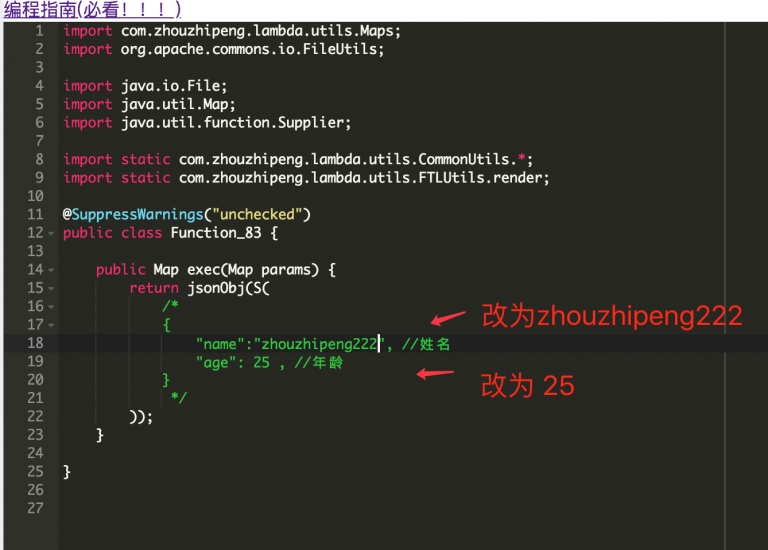 编程指南(必看！！！)
1 import com.zhouzhipeng.lambda.utils.Maps;
2 import org.apache.commons.io.FileUtils;
3
4 import java.io.File;
5 import java.util.Map;
6 import java.util.function.Supplier;
7
8 import static com.zhouzhipeng.lambda.utils.CommonUtils.*;
9 import static com.zhouzhipeng.lambda.utils.FTLUtils.render;
10
11 @SuppressWarnings("unchecked")
12 public class Function_83 {
13
14 public Map exec(Map params) {
15 return jsonObj(S(
16 /*
17 {
改为zhouzhipeng222
18 "name":"zhouzhipeng222", //姓名
19 "age": 25 , //年龄
20 }
改为 25
21 */
22 ));
23 }
24
25 }
26
27